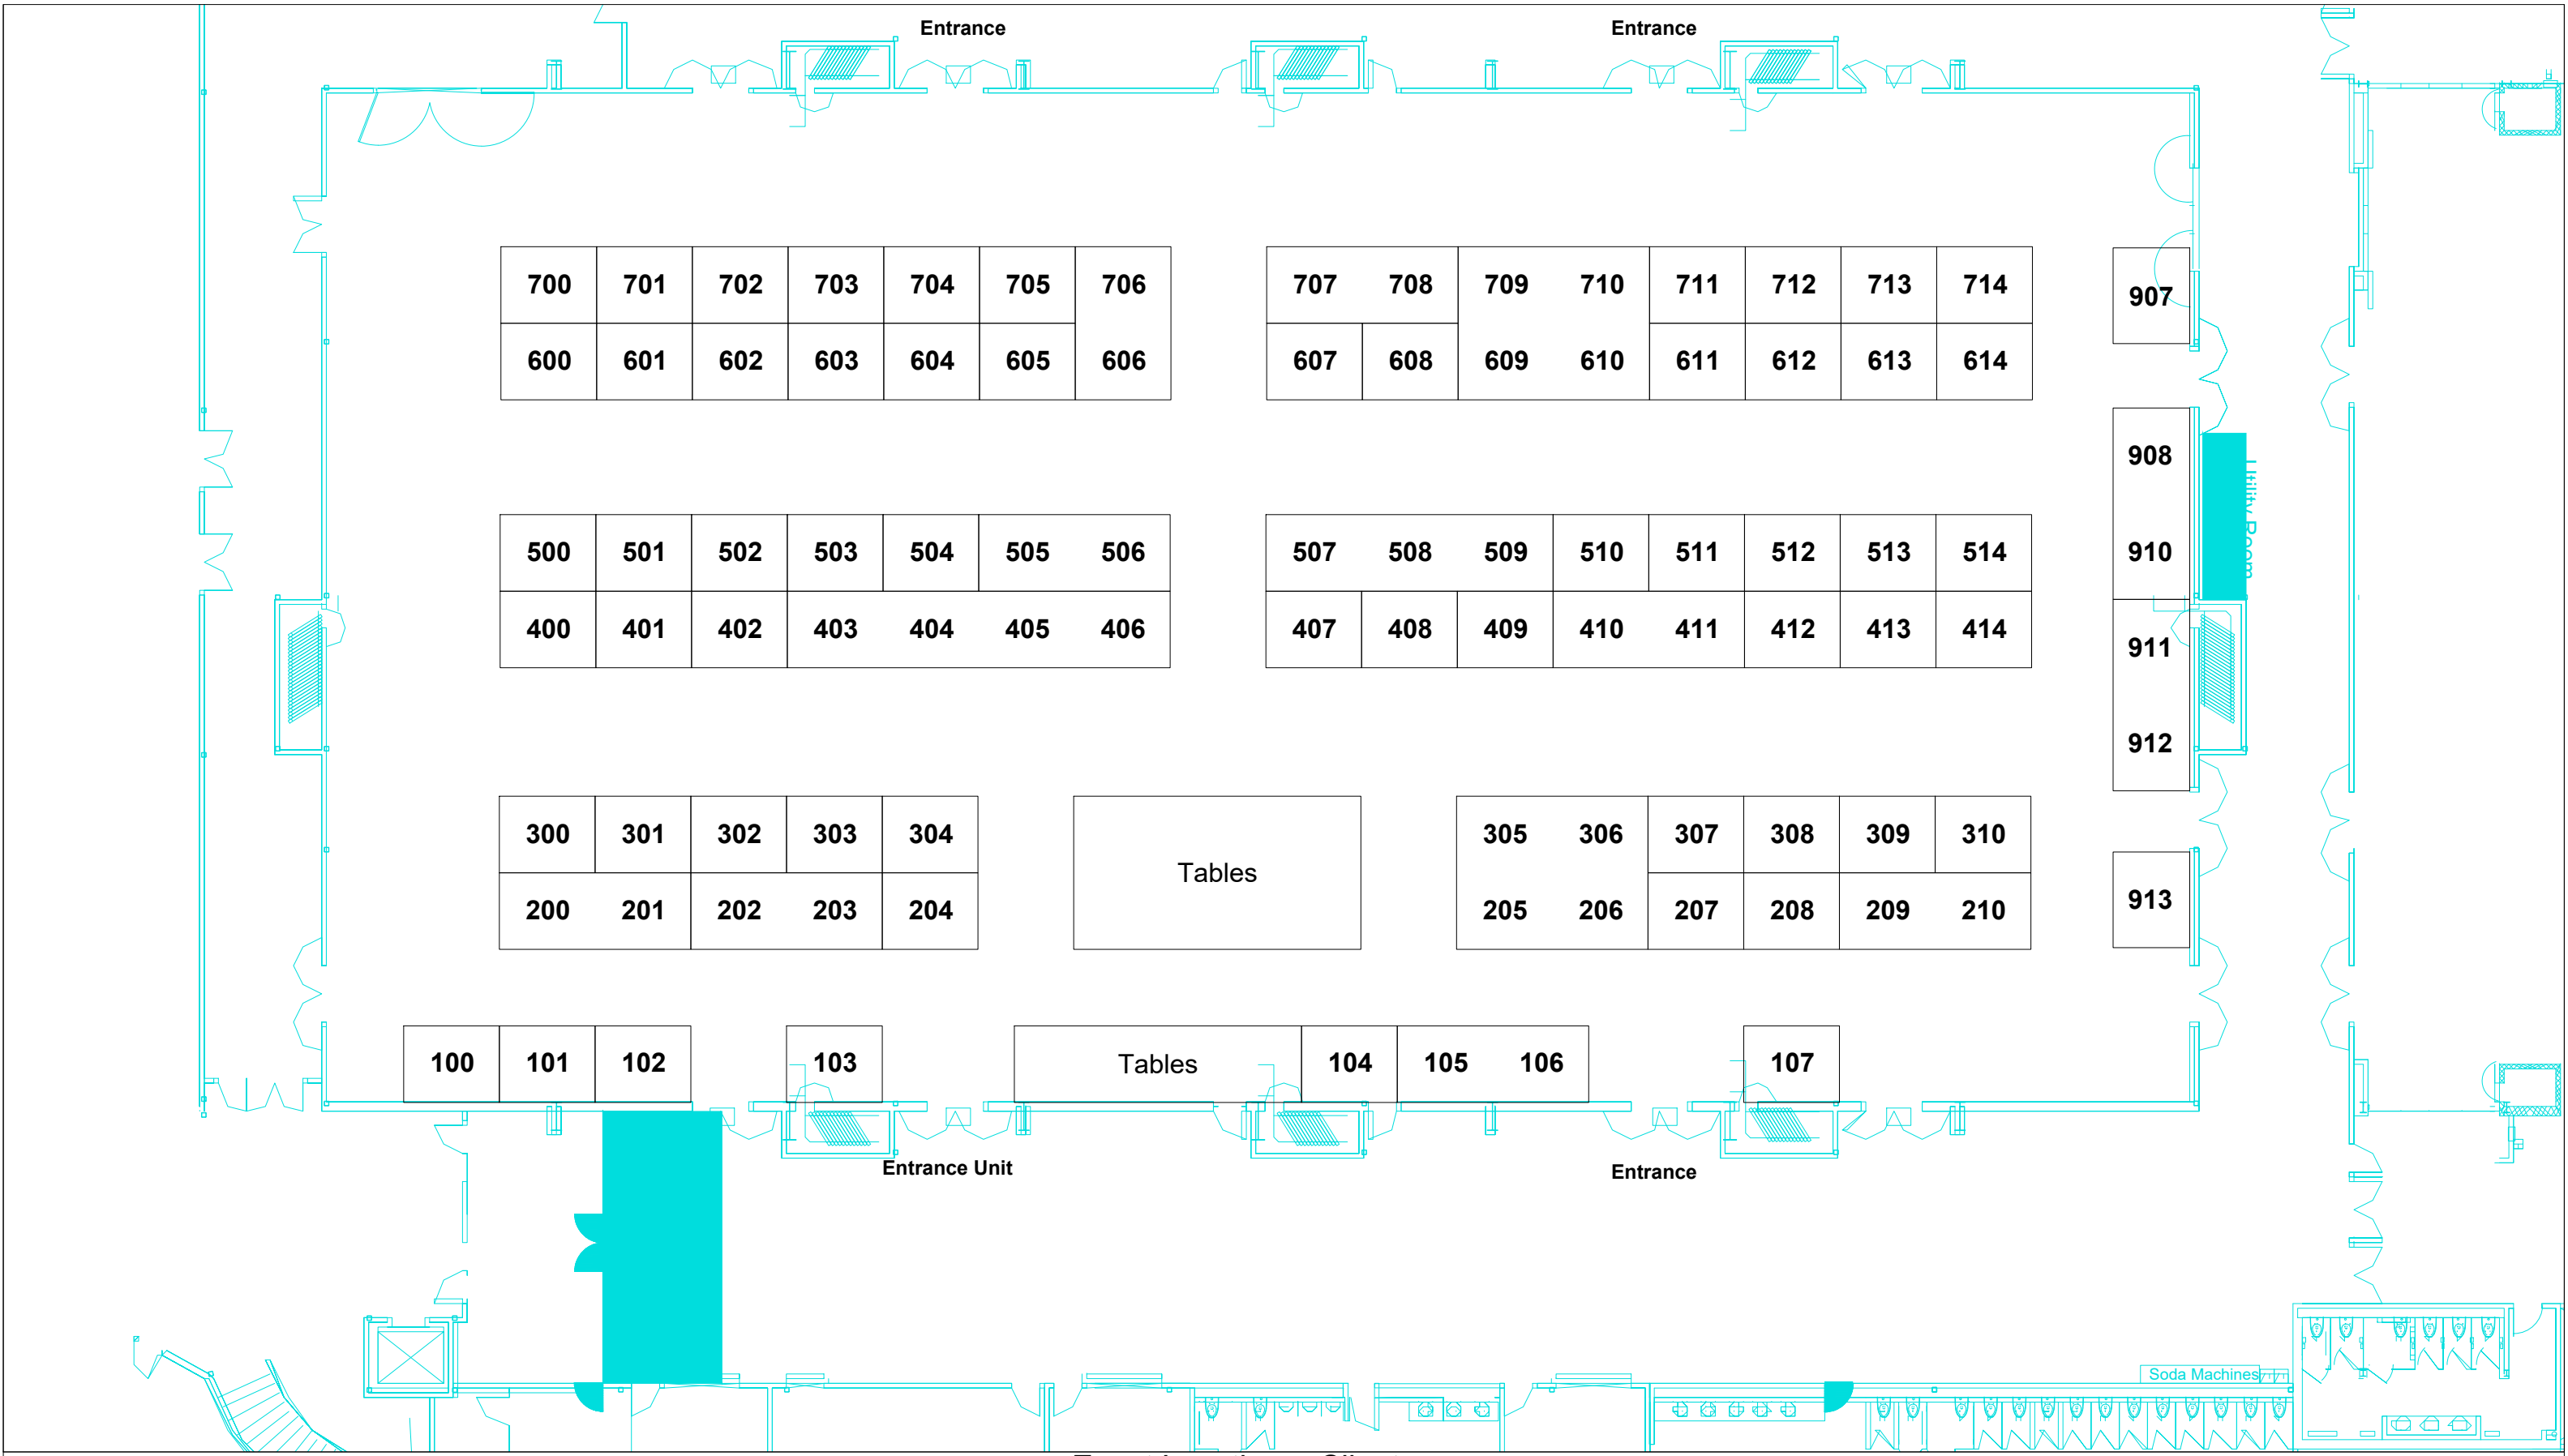 Entrance Entrance
700 701 702 703 704 705 706 707 708 709 710 711 712 713 714 907
600 601 602 603 604 605 606 607 608 609 610 611 612 613 614
908
500 501 502 503 504 505 506 507 508 509 510 511 512 513 514 910
Utility Room
400 401 402 403 404 405 406 407 408 409 410 411 412 413 414 911
912
300 301 302 303 304 305 306 307 308 309 310
Tables
200 201 202 203 204 205 206 207 208 209 210 913
100 101 102 103 Tables 104 105 106 107
Entrance Unit Entrance
Soda Machines